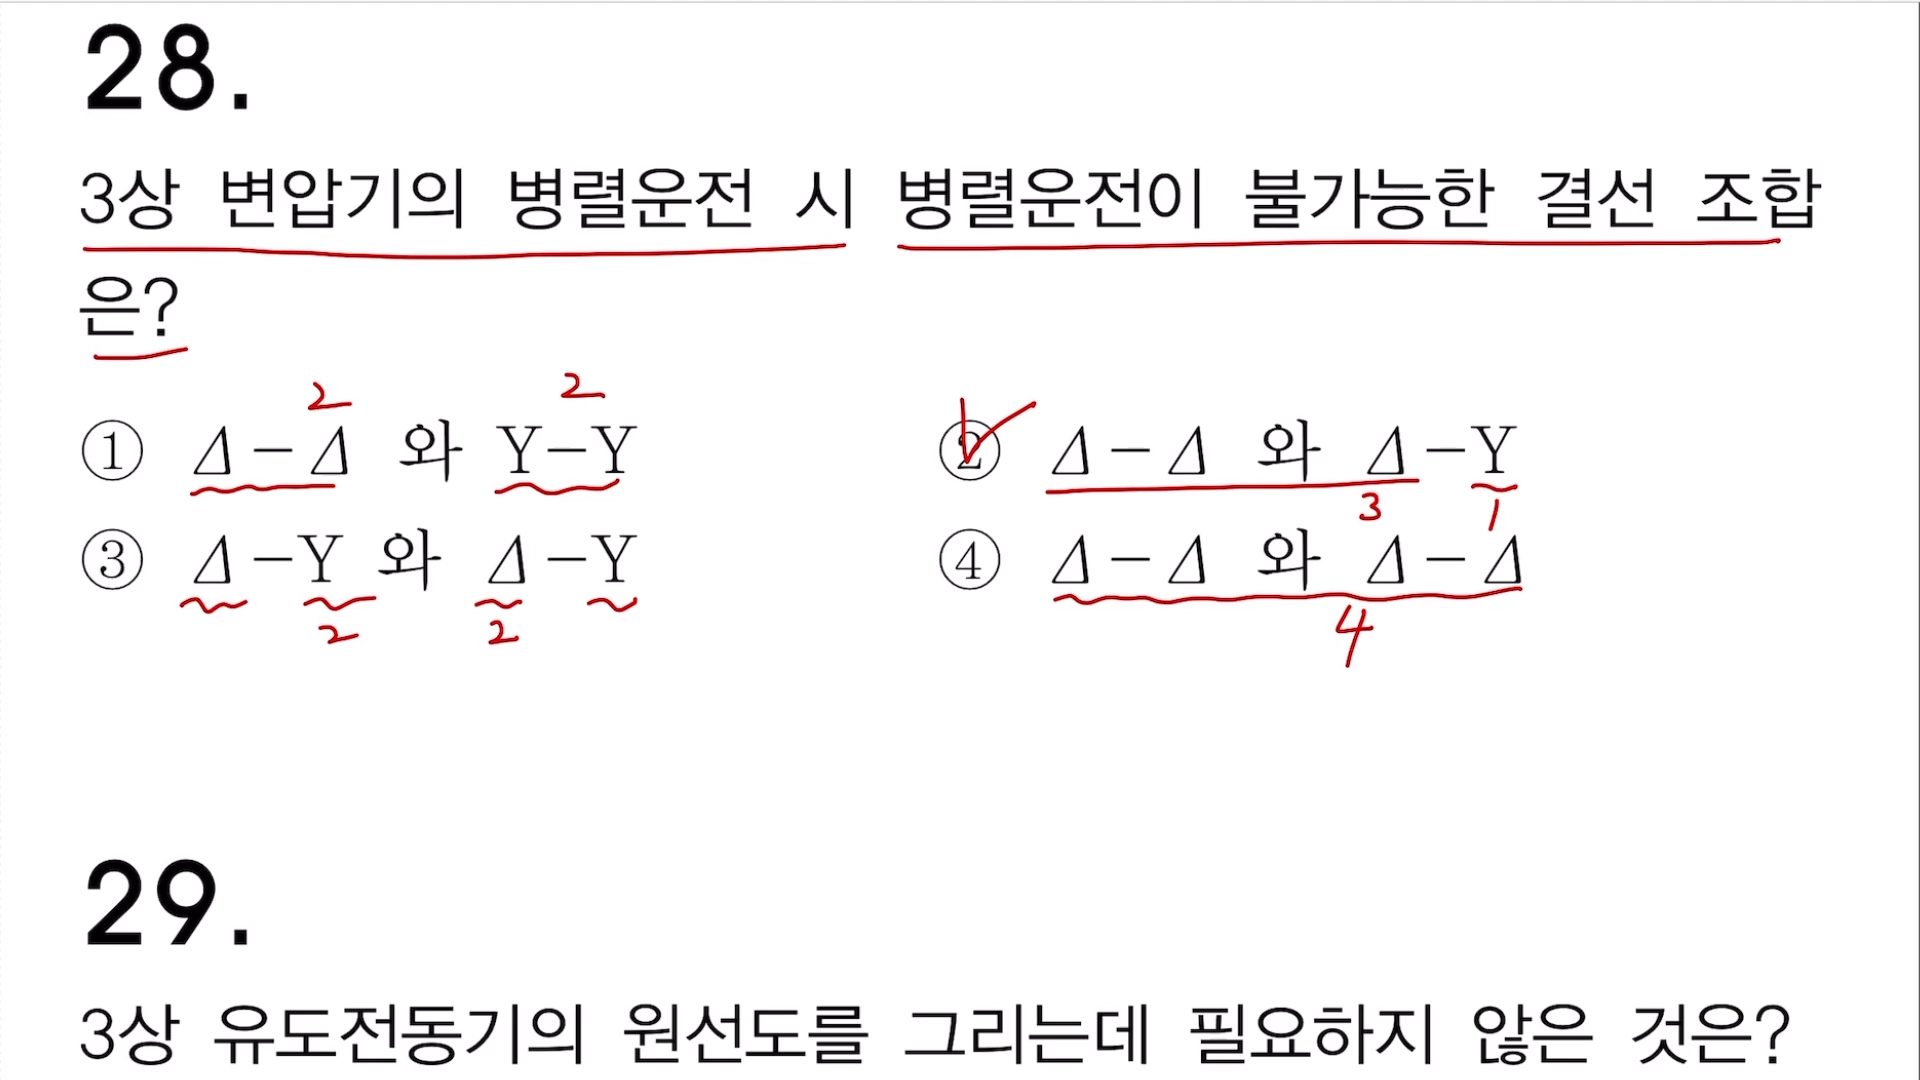 28.
3상 변압기의 병렬운전 시 병렬운전이 불가능한 결선 조합
은?
2 2
① Δ-Δ 와 Y-Y ② Δ-Δ 와 Δ-Y
3 1
③ Δ-Y 와 Δ-Y ④ Δ-Δ 와 Δ-Δ
2 2 4
29.
3상 유도전동기의 원선도를 그리는데 필요하지 않은 것은?